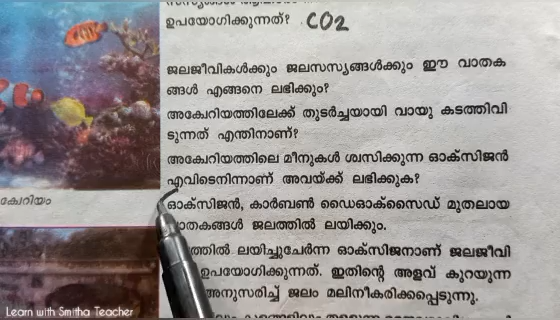 ഉപയോഗിക്കുന്നത്? CO2
ജലജീവികൾക്കും ജലസസ്യങ്ങൾക്കും ഈ വാതക
ങ്ങൾ എങ്ങനെ ലഭിക്കും?
അക്വേറിയത്തിലേക്ക് തുടർച്ചയായി വായു കടത്തിവി
ടുന്നത് എന്തിനാണ്?
അക്വേറിയത്തിലെ മീനുകൾ ശ്വസിക്കുന്ന ഓക്സിജൻ
എവിടെനിന്നാണ് അവയ്ക്ക് ലഭിക്കുക?
ക്വേറിയം
ഓക്സിജൻ, കാർബൺ ഡൈഓക്സൈഡ് മുതലായ
വാതകങ്ങൾ ജലത്തിൽ ലയിക്കും.
ത്തിൽ ലയിച്ചുചേർന്ന ഓക്സിജനാണ് ജലജീവി
ഉപയോഗിക്കുന്നത്. ഇതിന്റെ അളവ് കുറയുന്ന
അനുസരിച്ച് ജലം മലിനീകരിക്കപ്പെടുന്നു.
Learn with Smitha Teacher